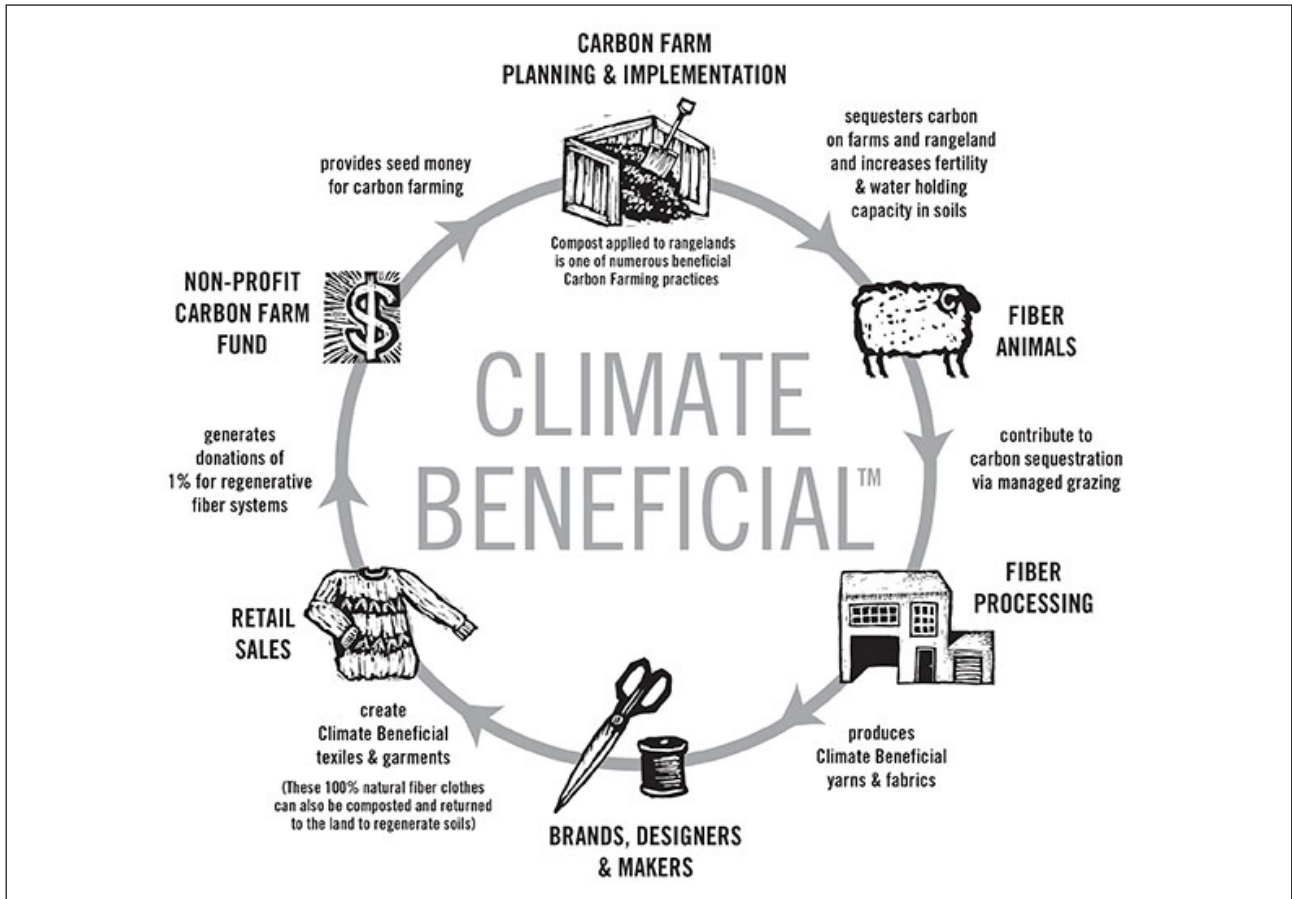 CARBON FARM
PLANNING & IMPLEMENTATION
sequesters carbon
on farms and rangeland
and increases fertility
& water holding
capacity in soils
provides seed money
for carbon farming
Compost applied to rangelands
is one of numerous beneficial
Carbon Farming practices
NON-PROFIT
CARBON FARM
FUND
$
FIBER
ANIMALS
CLIMATE
BENEFICIAL™
generates
donations of
1% for regenerative
fiber systems
contribute to
carbon sequestration
via managed grazing
FIBER
PROCESSING
RETAIL
SALES
create
Climate Beneficial
texiles & garments
(These 100% natural fiber clothes
can also be composted and returned
to the land to regenerate soils)
produces
Climate Beneficial
yarns & fabrics
BRANDS, DESIGNERS
& MAKERS